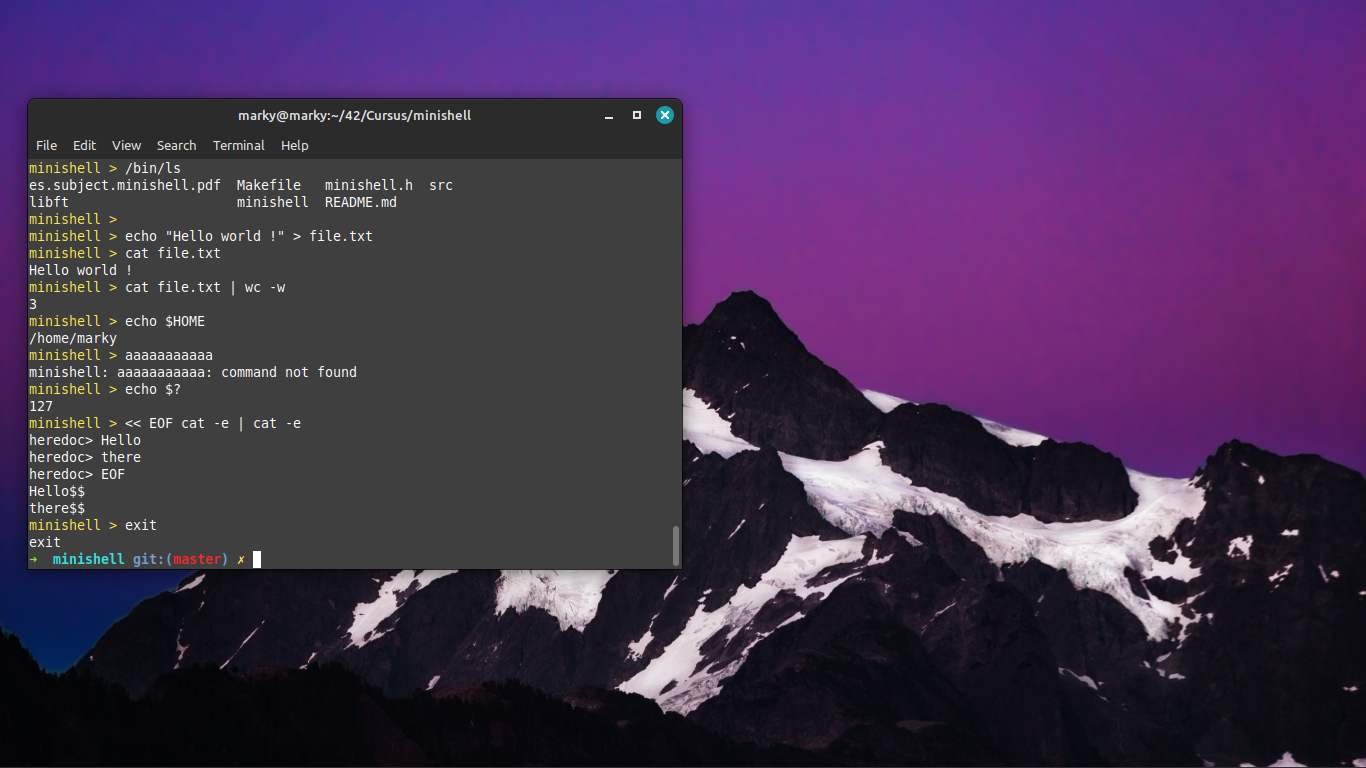 marky@marky:~/42/Cursus/minishell
File Edit View Search Terminal Help
minishell > /bin/ls
es.subject.minishell.pdf  Makefile   minishell.h  src
libft                     minishell  README.md
minishell >
minishell > echo "Hello world !" > file.txt
minishell > cat file.txt
Hello world !
minishell > cat file.txt | wc -w
3
minishell > echo $HOME
/home/marky
minishell > aaaaaaaaaaa
minishell: aaaaaaaaaaa: command not found
minishell > echo $?
127
minishell > << EOF cat -e | cat -e
heredoc> Hello
heredoc> there
heredoc> EOF
Hello$$
there$$
minishell > exit
exit
→  minishell git:(master) ✗